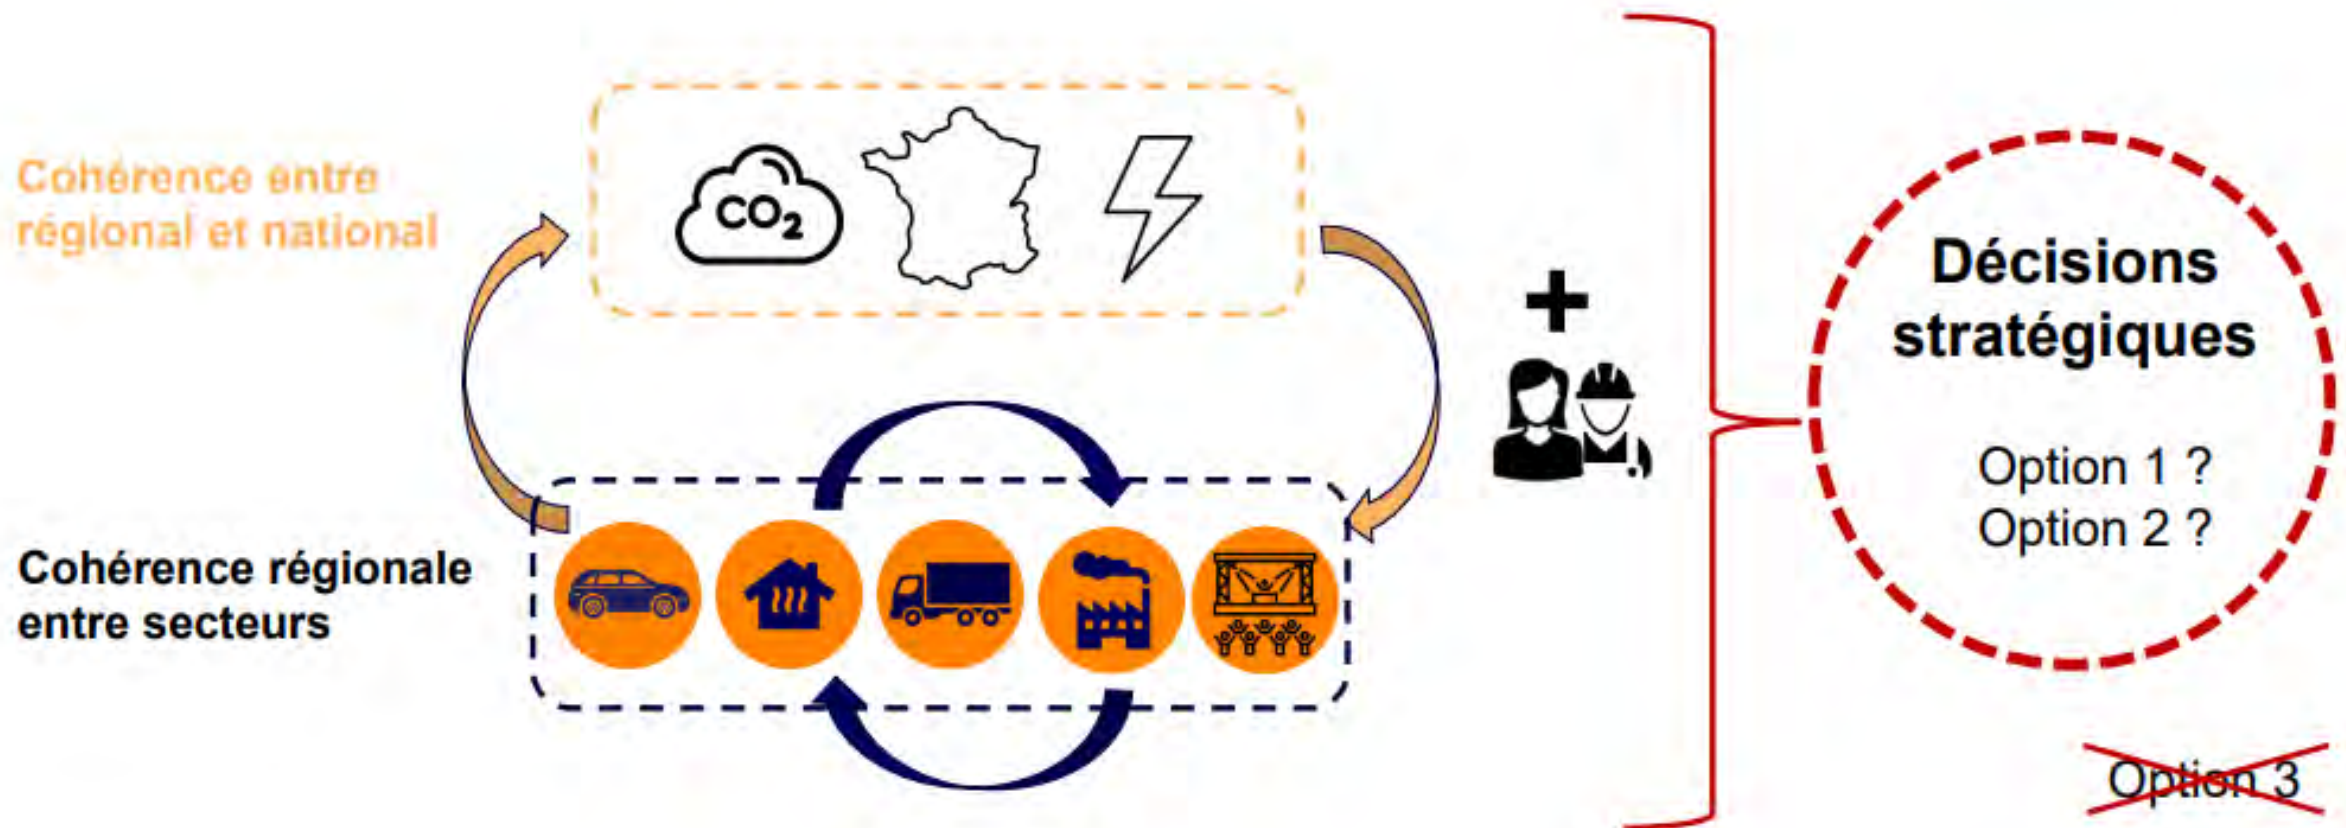 Cohérence entre
régional et national
CO₂
+
Cohérence régionale
entre secteurs
Décisions
stratégiques
Option 1 ?
Option 2 ?
Option 3